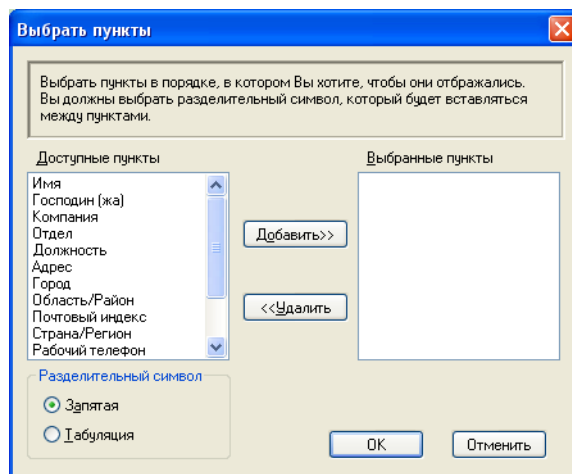 Выбрать пункты
Выбрать пункты в порядке, в котором Вы хотите, чтобы они отбражались.
Вы должны выбрать разделительный символ, который будет вставляться
между пунктами.
Доступные пункты
Имя
Господин (жа)
Компания
Отдел
Должность
Адрес
Город
Область/Район
Почтовый индекс
Страна/Регион
Рабочий телефон
Добавить>>
<<Удалить
Выбранные пункты
Разделительный символ
Запятая
Табуляция
OK
Отменить